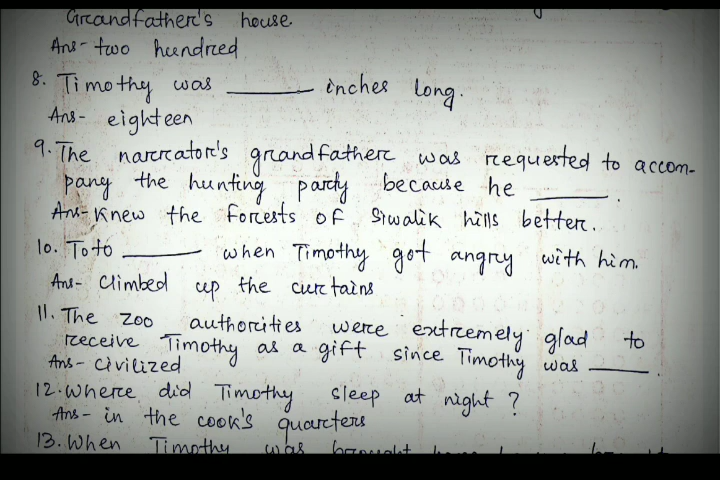 Grandfather's house.
Ans- two hundred
8. Timothy was ______ inches long.
Ans- eighteen
9. The narrator's grandfather was requested to accom-
pany the hunting party because he ______.
Ans- Knew the forests of Siwalik hills better.
10. Toto ______ when Timothy got angry with him.
Ans- Climbed up the curtains
11. The zoo authorities were extremely glad to
receive Timothy as a gift since Timothy was ______.
Ans- civilized
12. Where did Timothy sleep at night?
Ans- in the cook's quarters
13. When Timothy was brought